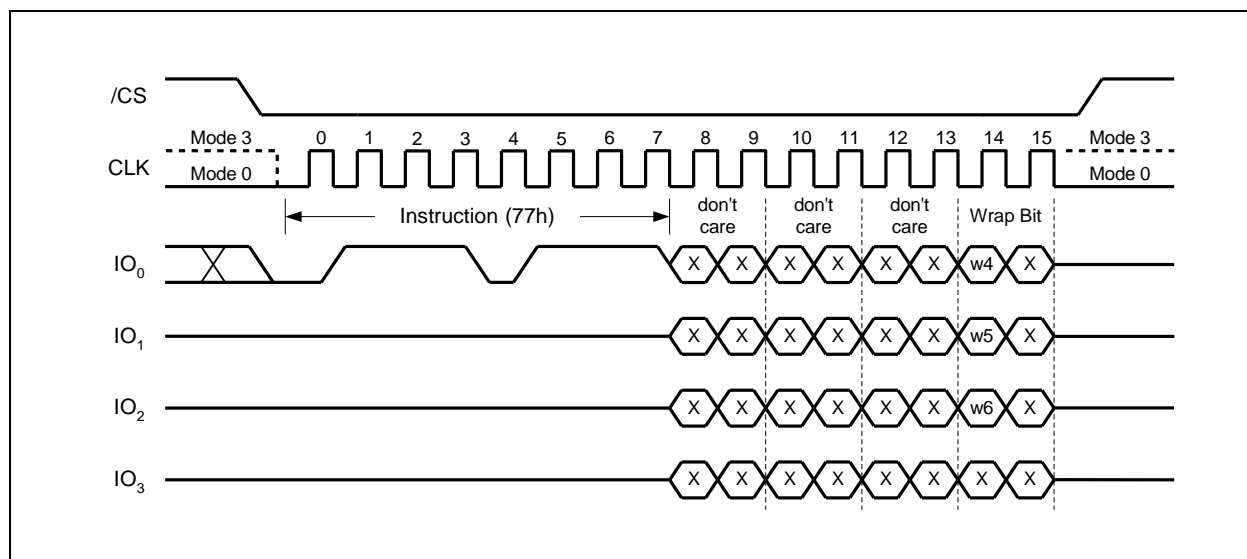 /CS
Mode 3 0 1 2 3 4 5 6 7 8 9 10 11 12 13 14 15 Mode 3
CLK
Mode 0 Mode 0
Instruction (77h) don't care don't care don't care Wrap Bit
IO0 X X X X X X w4 X
IO1 X X X X X X w5 X
IO2 X X X X X X w6 X
IO3 X X X X X X X X